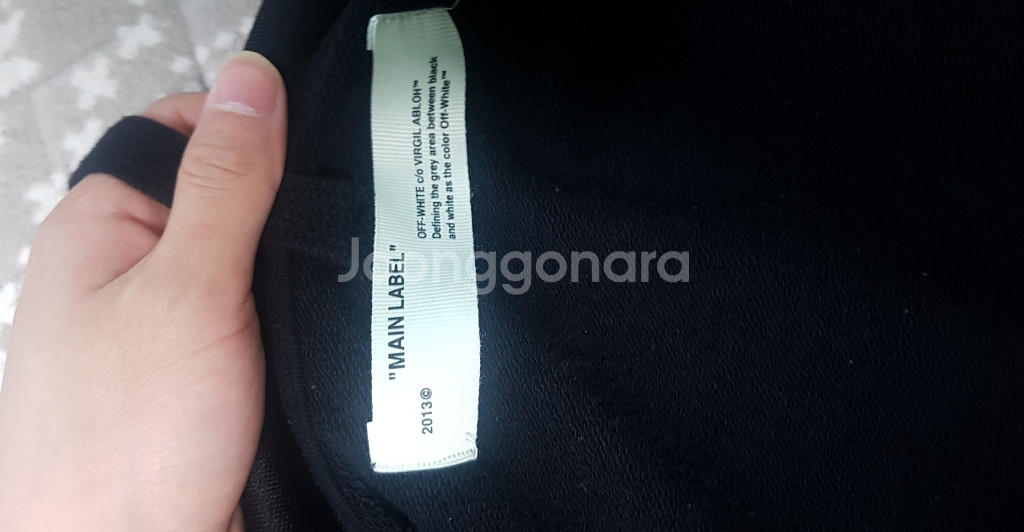 "MAIN LABEL"
OFF-WHITE c/o VIRGIL ABLOH™
Defining the grey area between black
and white as the color Off-White™
2013©
Joonggonara